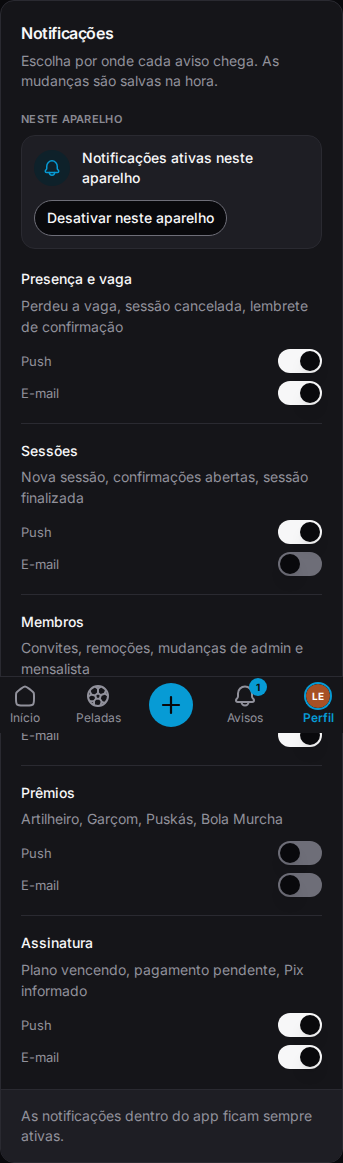 Notificações
Escolha por onde cada aviso chega. As
mudanças são salvas na hora.
NESTE APARELHO
Notificações ativas neste
aparelho
Desativar neste aparelho
Presença e vaga
Perdeu a vaga, sessão cancelada, lembrete
de confirmação
Push
E-mail
Sessões
Nova sessão, confirmações abertas, sessão
finalizada
Push
E-mail
Membros
Convites, remoções, mudanças de admin e
mensalista
1
LE
Início
Peladas
Avisos
Perfil
E-mail
Prêmios
Artilheiro, Garçom, Puskás, Bola Murcha
Push
E-mail
Assinatura
Plano vencendo, pagamento pendente, Pix
informado
Push
E-mail
As notificações dentro do app ficam sempre
ativas.